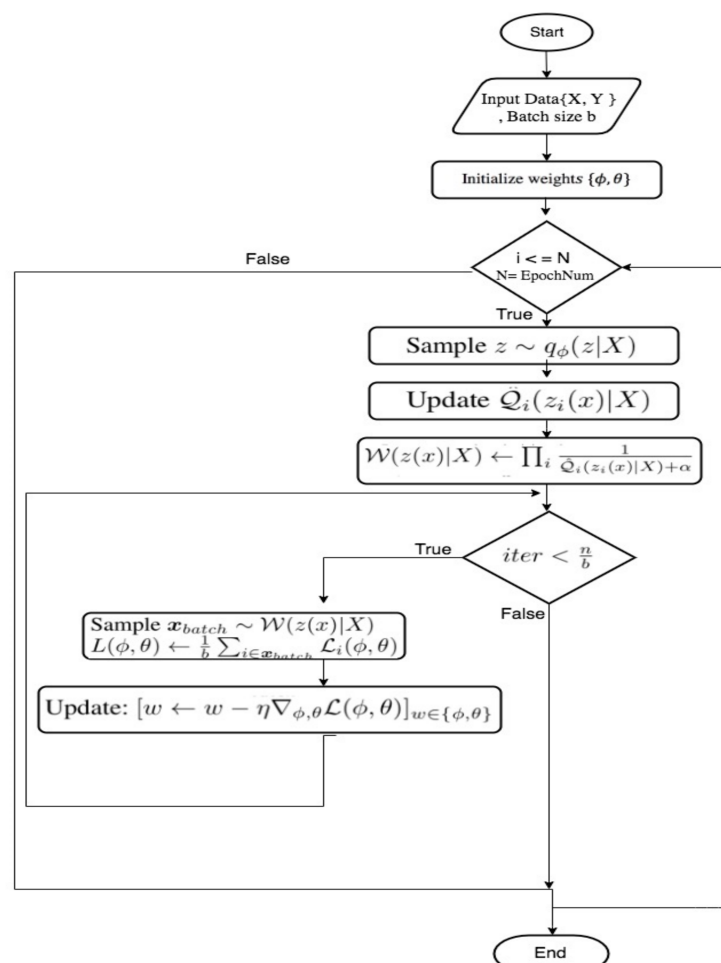 Start
Input Data{X, Y }
, Batch size b
Initialize weights {ϕ, θ}
False
i < = N
N= EpochNum
True
Sample z ∼ q_ϕ(z|X)
Update Q̂_i(z_i(x)|X)
W(z(x)|X) ← ∏_i 1/(Q̂_i(z_i(x)|X)+α)
True
iter < n/b
False
Sample x_batch ∼ W(z(x)|X)
L(ϕ, θ) ← 1/b ∑_{i∈x_batch} L_i(ϕ, θ)
Update: [w ← w − η∇_{ϕ,θ}L(ϕ, θ)]_{w∈{ϕ,θ}}
End